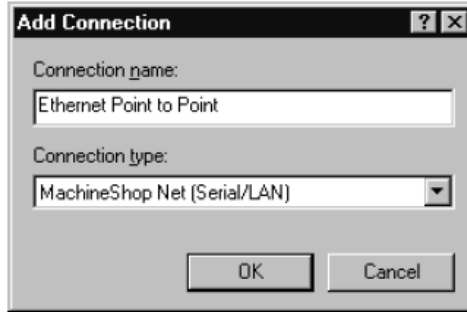 Add Connection
Connection name:
Ethernet Point to Point
Connection type:
MachineShop Net (Serial/LAN)
OK Cancel